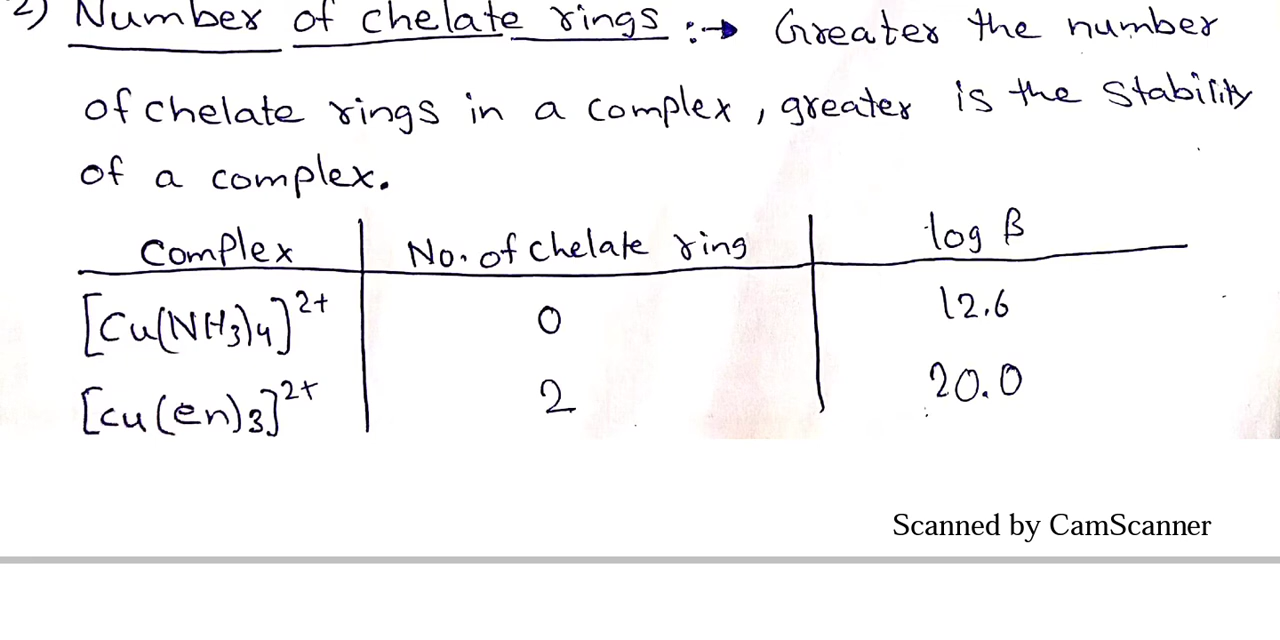 2) Number of chelate rings :→ Greater the number
of chelate rings in a complex, greater is the stability
of a complex.
Complex | No. of chelate ring | log β
[Cu(NH3)4]2+ | 0 | 12.6
[cu(en)3]2+ | 2 | 20.0
Scanned by CamScanner